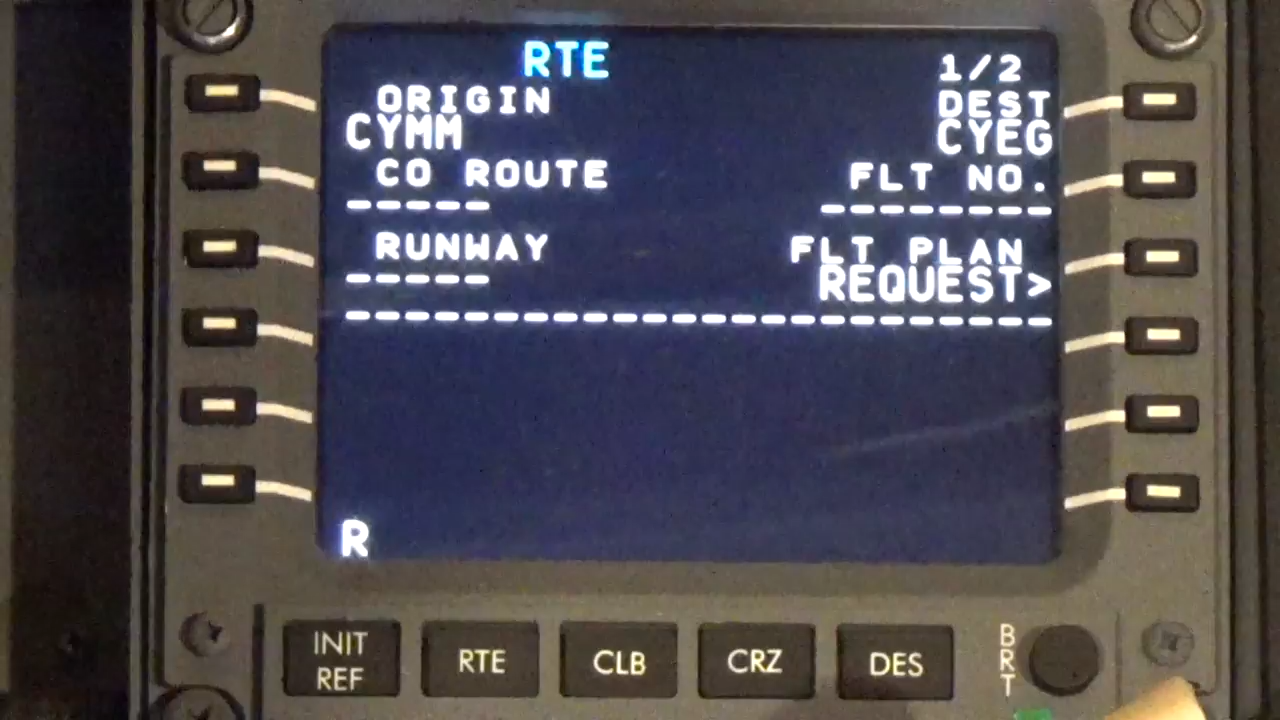 RTE 1/2
ORIGIN DEST
CYMM CYEG
CO ROUTE FLT NO.
----- --------
RUNWAY FLT PLAN
----- REQUEST>
------------------------
R
INIT REF RTE CLB CRZ DES BRT